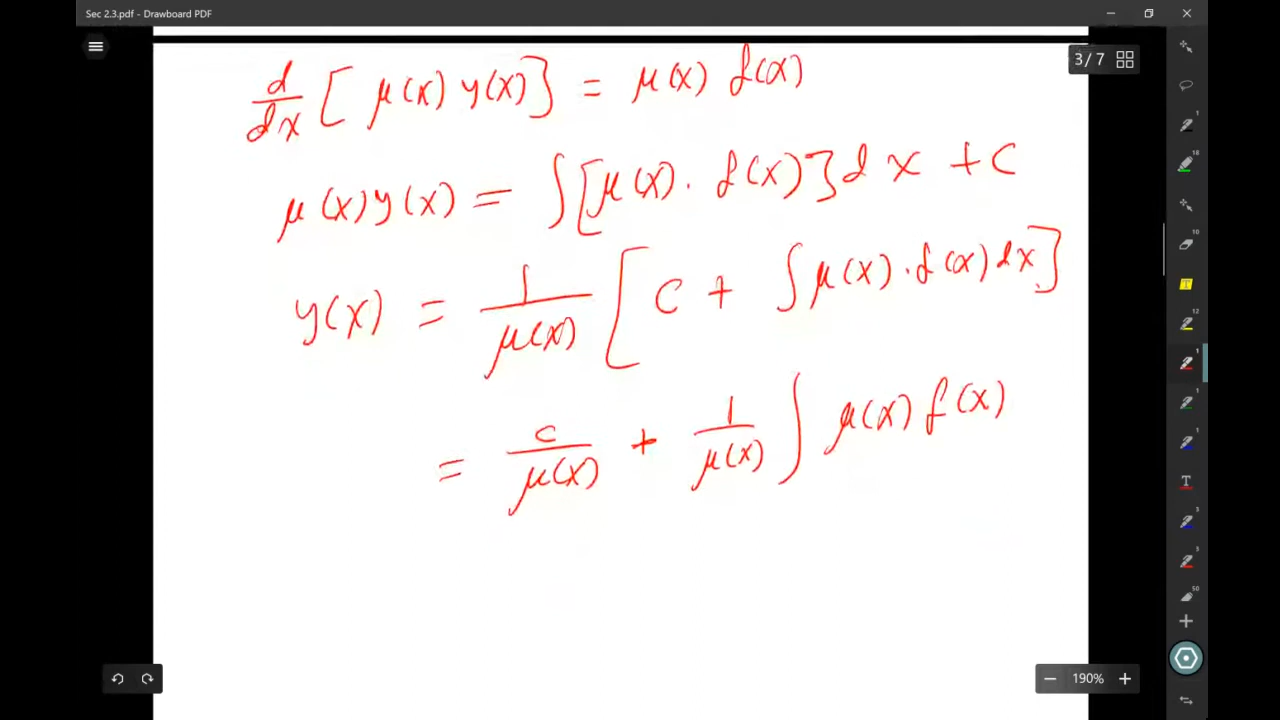 Sec 2.3.pdf - Drawboard PDF
3 / 7
d/dx [ μ(x) y(x) ] = μ(x) f(x)
μ(x) y(x) = ∫ [μ(x) · f(x)] dx + C
y(x) = 1/μ(x) [ C + ∫ μ(x) · f(x) dx ]
= c/μ(x) + 1/μ(x) ∫ μ(x) f(x)
190%